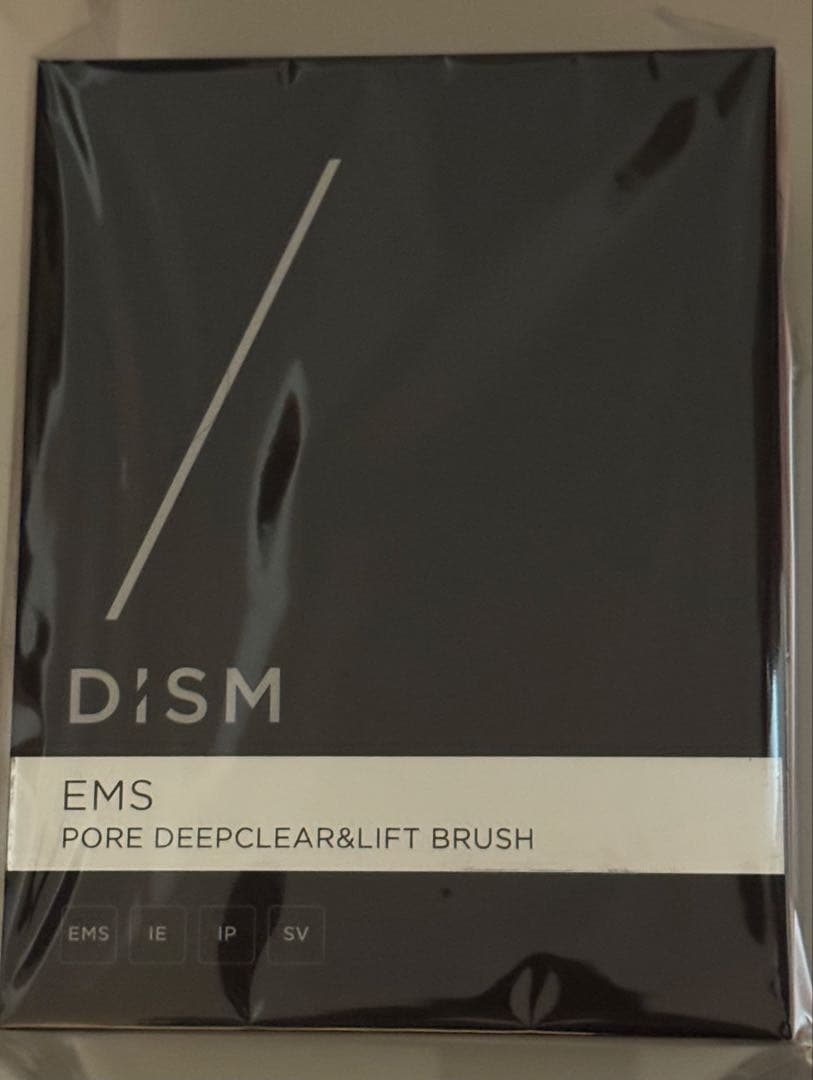 DISM
EMS
PORE DEEPCLEAR&LIFT BRUSH
EMS IE IP SV